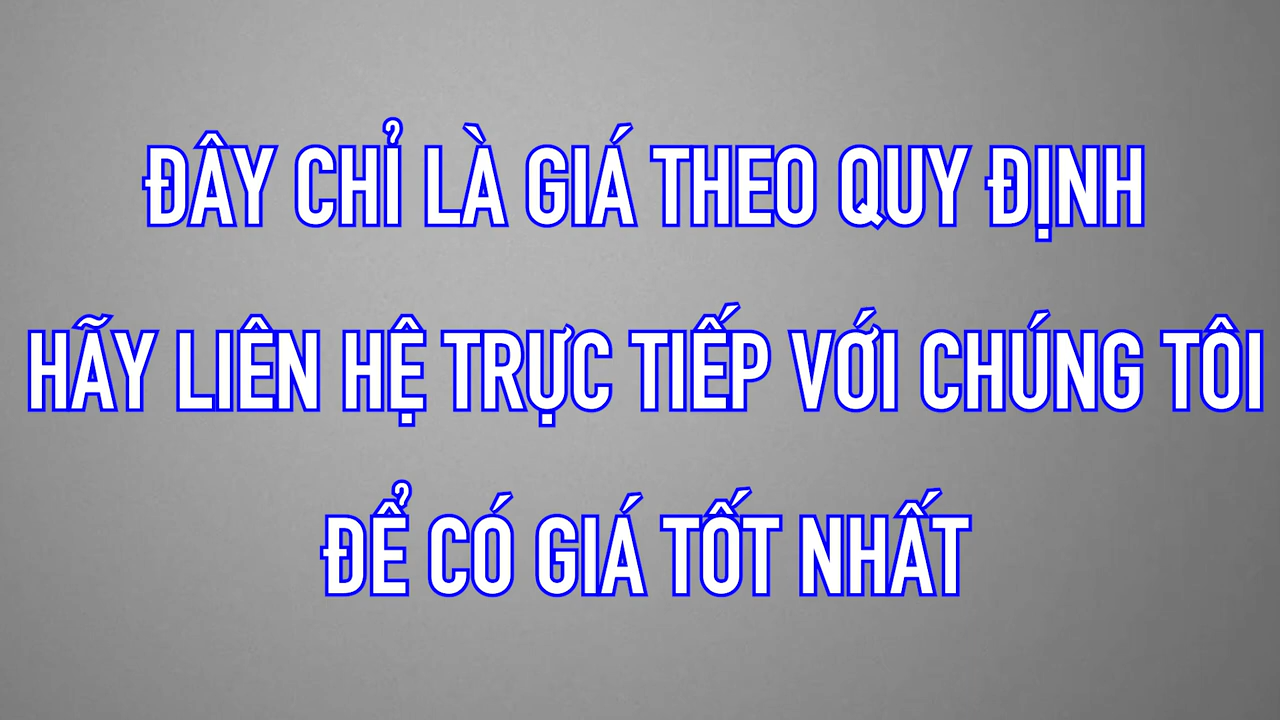 ĐÂY CHỈ LÀ GIÁ THEO QUY ĐỊNH
HÃY LIÊN HỆ TRỰC TIẾP VỚI CHÚNG TÔI
ĐỂ CÓ GIÁ TỐT NHẤT